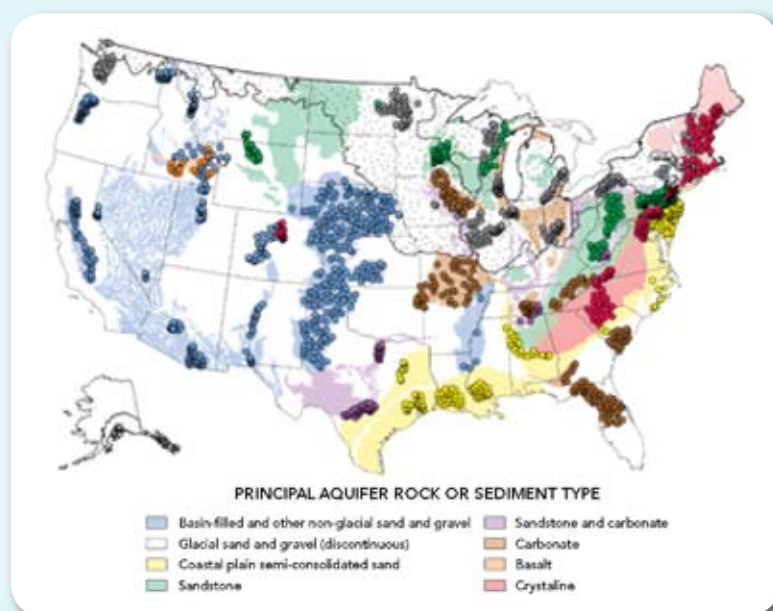 PRINCIPAL AQUIFER ROCK OR SEDIMENT TYPE
Basin-filled and other non-glacial sand and gravel
Glacial sand and gravel (discontinuous)
Coastal plain semi-consolidated sand
Sandstone
Sandstone and carbonate
Carbonate
Basalt
Crystaline